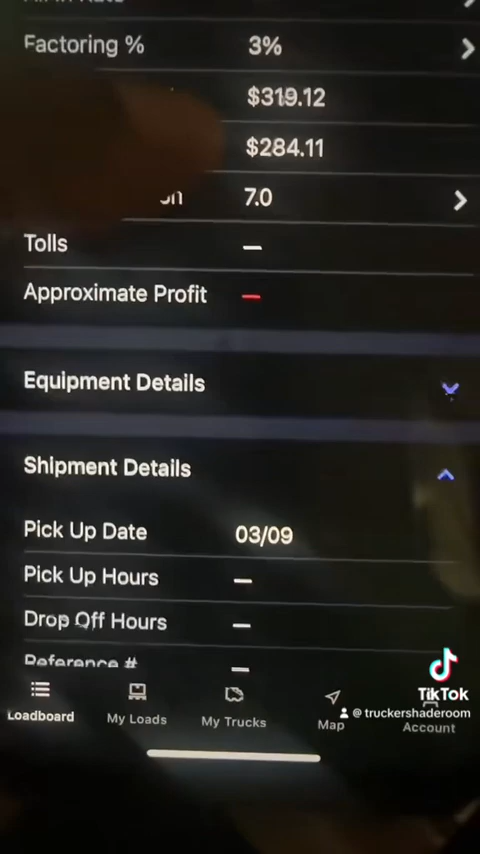 Factoring % 3%
$319.12
$284.11
7.0
Tolls —
Approximate Profit —
Equipment Details
Shipment Details
Pick Up Date 03/09
Pick Up Hours —
Drop Off Hours —
Reference # —
Loadboard My Loads My Trucks Map Account
TikTok
@truckershaderoom